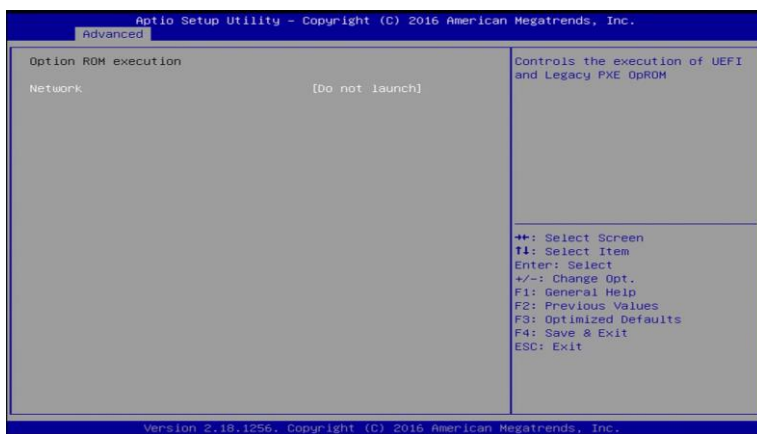 Aptio Setup Utility – Copyright (C) 2016 American Megatrends, Inc.
Advanced
Option ROM execution
Network [Do not launch]
Controls the execution of UEFI
and Legacy PXE OpROM
→←: Select Screen
↑↓: Select Item
Enter: Select
+/-: Change Opt.
F1: General Help
F2: Previous Values
F3: Optimized Defaults
F4: Save & Exit
ESC: Exit
Version 2.18.1256. Copyright (C) 2016 American Megatrends, Inc.